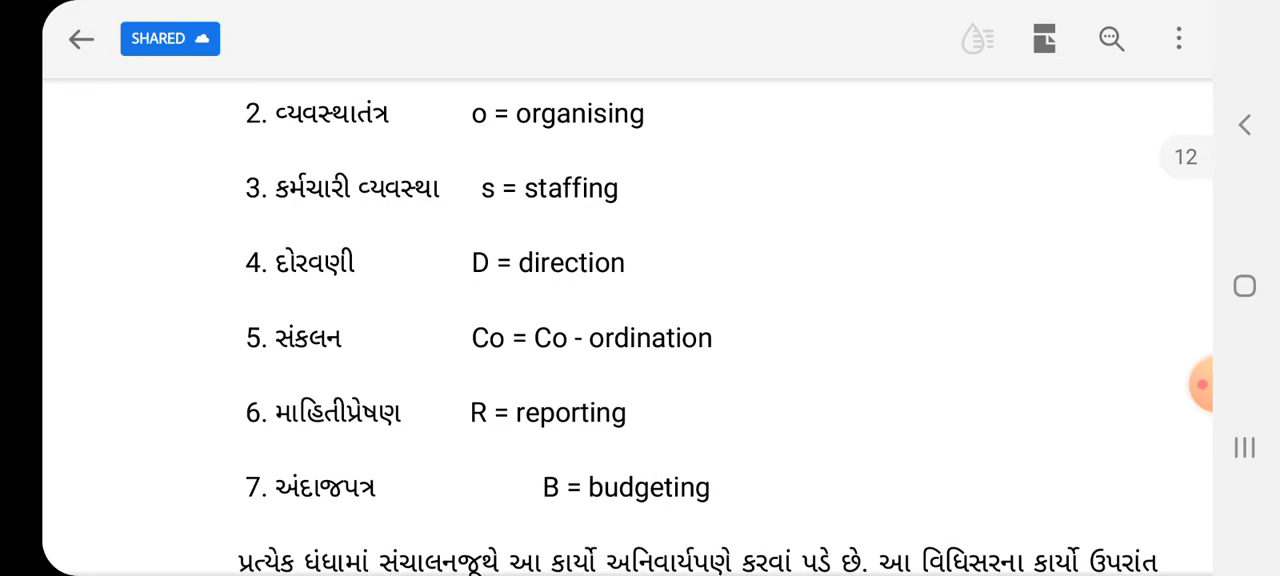 SHARED
2. વ્યવસ્થાતંત્ર o = organising
12
3. કર્મચારી વ્યવસ્થા s = staffing
4. દોરવણી D = direction
5. સંકલન Co = Co - ordination
6. માહિતીપ્રેષણ R = reporting
7. અંદાજપત્ર B = budgeting
પ્રત્યેક ધંધામાં સંચાલનજૂથે આ કાર્યો અનિવાર્યપણે કરવાં પડે છે. આ વિધિસરના કાર્યો ઉપરાંત